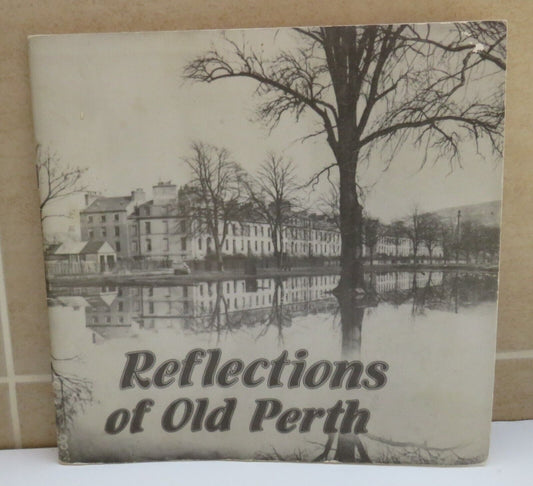 Reflections
of Old Perth